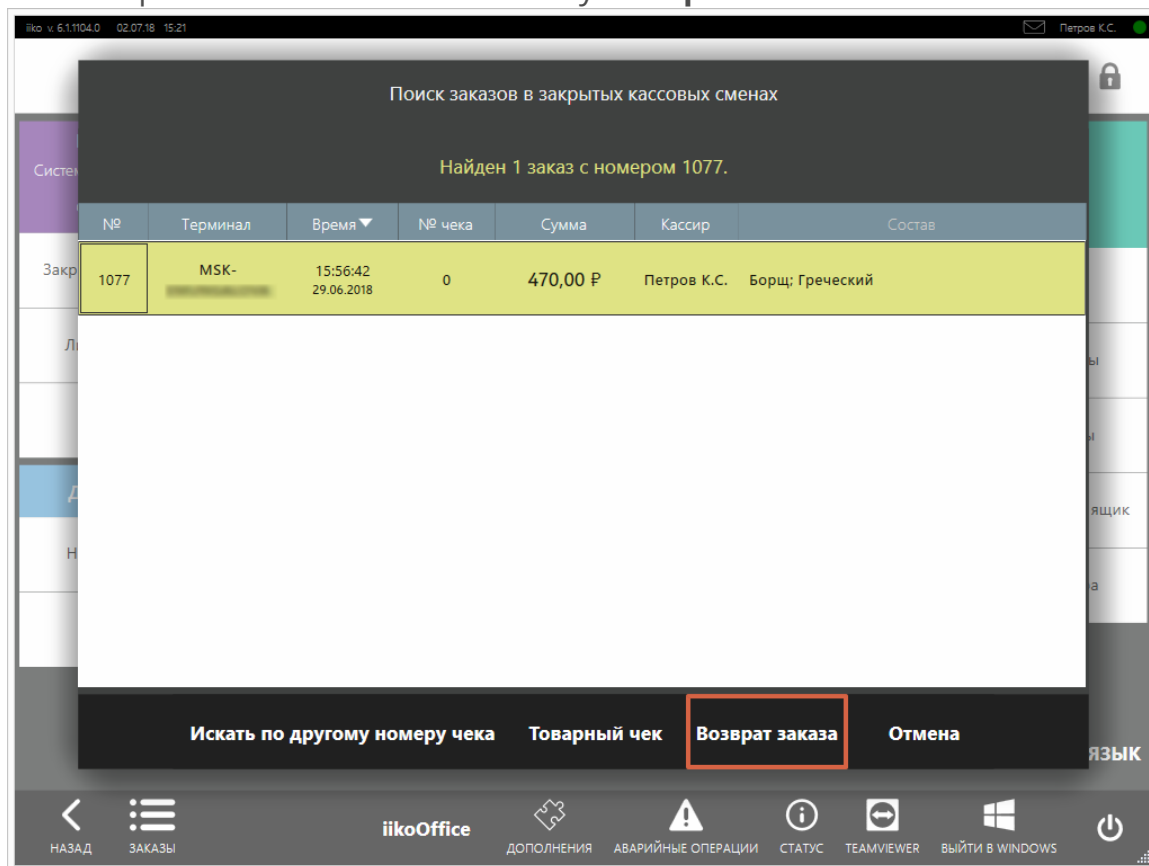 iiko v. 6.1.1104.0 02.07.18 15:21 Петров К.С.
Поиск заказов в закрытых кассовых сменах
Найден 1 заказ с номером 1077.
№ Терминал Время № чека Сумма Кассир Состав
1077 MSK- 15:56:42 29.06.2018 0 470,00 ₽ Петров К.С. Борщ; Греческий
ящик
Искать по другому номеру чека Товарный чек Возврат заказа Отмена
язык
НАЗАД ЗАКАЗЫ iikoOffice ДОПОЛНЕНИЯ АВАРИЙНЫЕ ОПЕРАЦИИ СТАТУС TEAMVIEWER ВЫЙТИ В WINDOWS